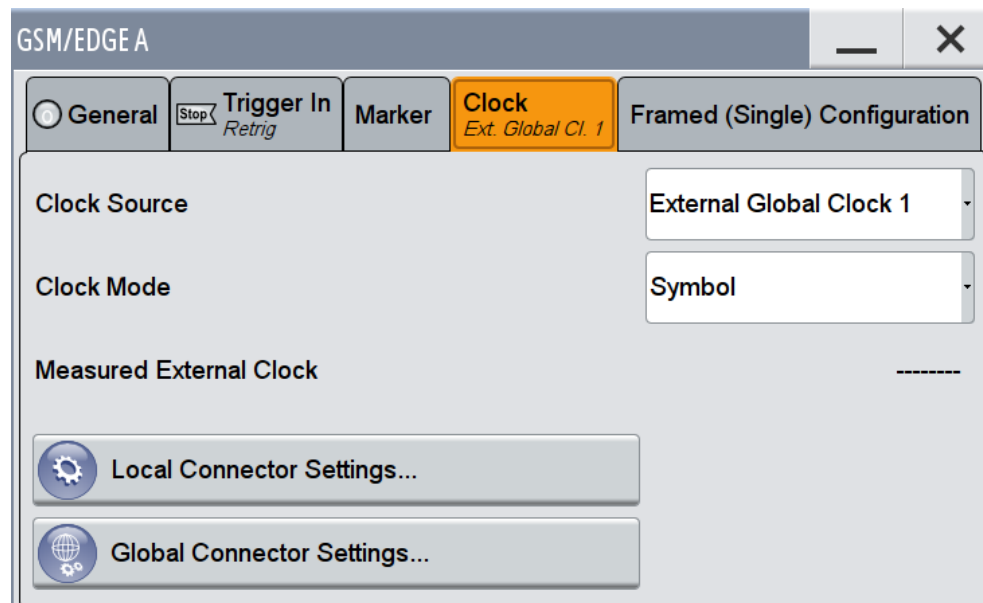 GSM/EDGE A
General
Stop
Trigger In
Retrig
Marker
Clock
Ext. Global Cl. 1
Framed (Single) Configuration
Clock Source
External Global Clock 1
Clock Mode
Symbol
Measured External Clock
--------
Local Connector Settings...
Global Connector Settings...